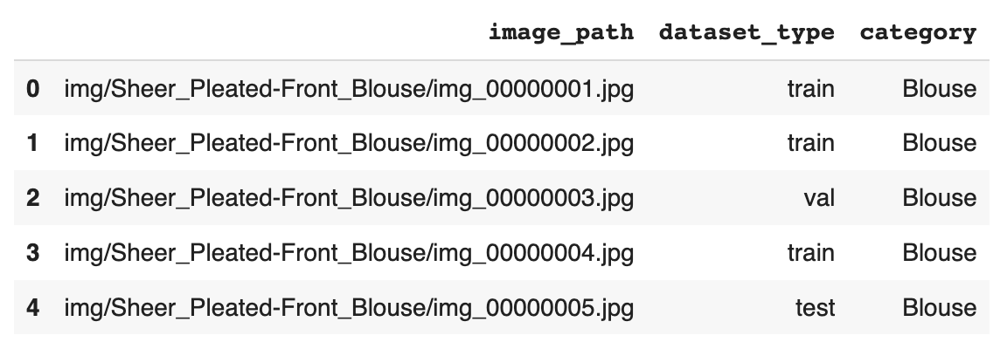 image_path dataset_type category
0 img/Sheer_Pleated-Front_Blouse/img_00000001.jpg train Blouse
1 img/Sheer_Pleated-Front_Blouse/img_00000002.jpg train Blouse
2 img/Sheer_Pleated-Front_Blouse/img_00000003.jpg val Blouse
3 img/Sheer_Pleated-Front_Blouse/img_00000004.jpg train Blouse
4 img/Sheer_Pleated-Front_Blouse/img_00000005.jpg test Blouse